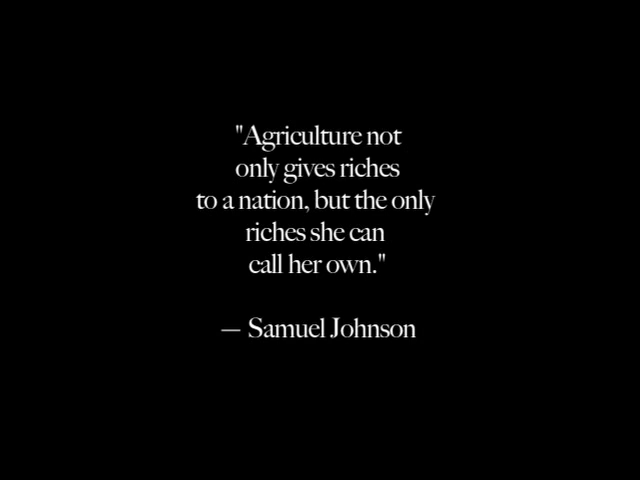 "Agriculture not
only gives riches
to a nation, but the only
riches she can
call her own."
— Samuel Johnson